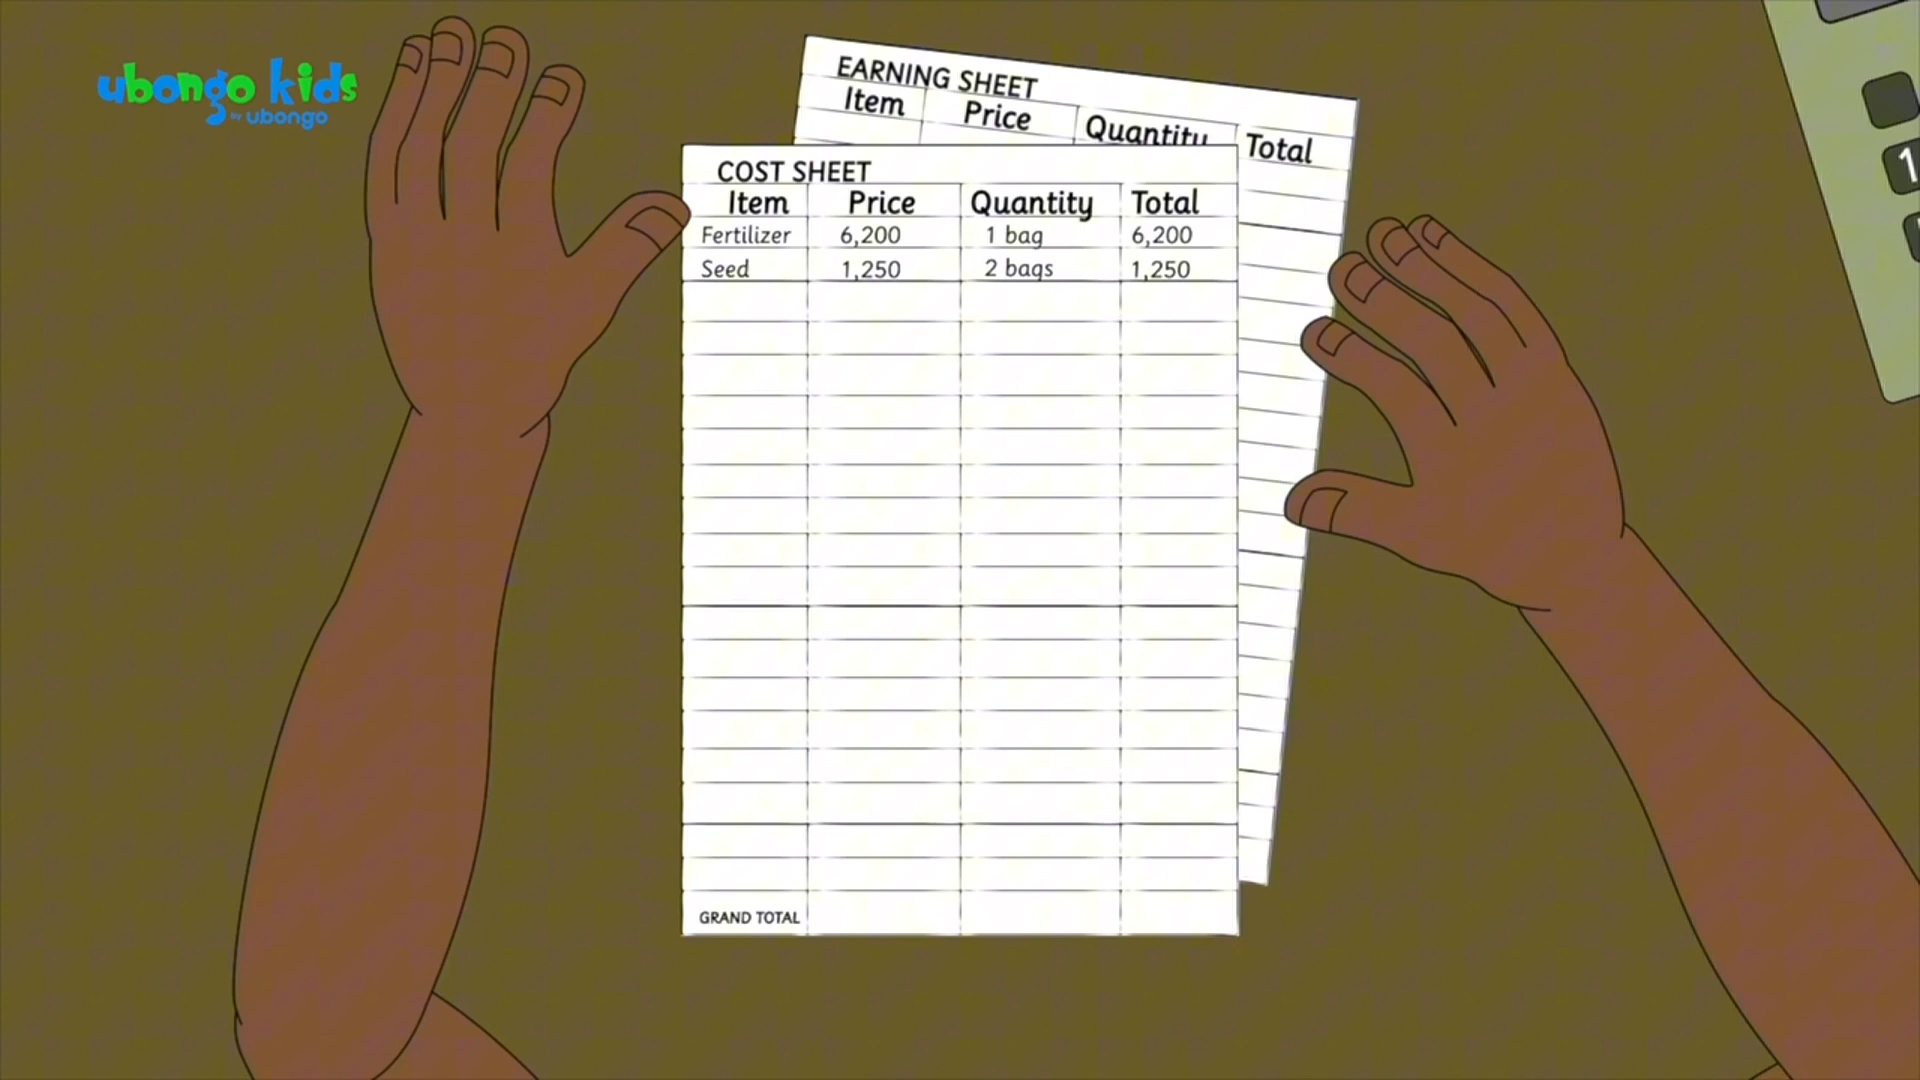 ubongo kids
BY ubongo
EARNING SHEET
Item Price Quantity Total
COST SHEET
Item Price Quantity Total
Fertilizer 6,200 1 bag 6,200
Seed 1,250 2 bags 1,250
GRAND TOTAL
1